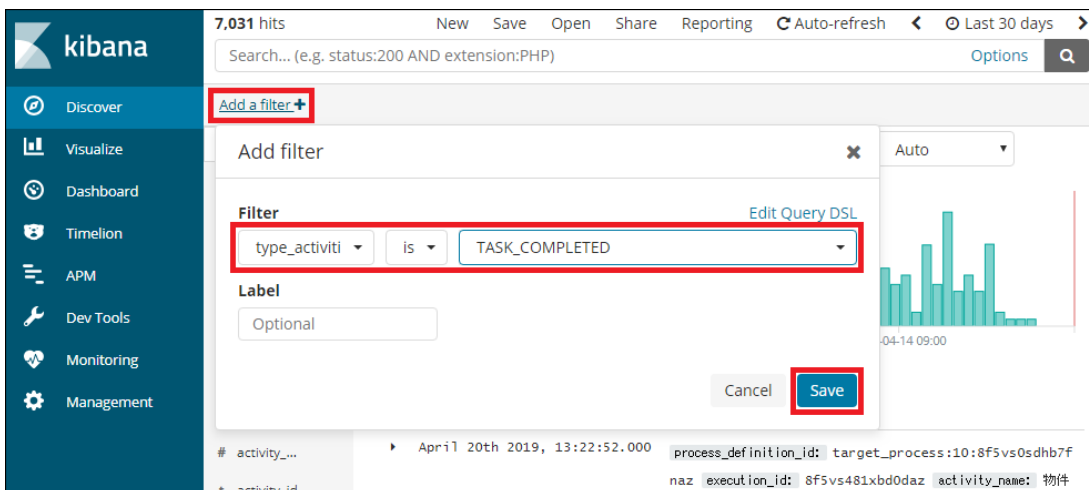 7,031 hits New Save Open Share Reporting Auto-refresh Last 30 days
kibana
Search... (e.g. status:200 AND extension:PHP) Options
Discover
Add a filter
Visualize
Add filter
Auto
Dashboard
Filter Edit Query DSL
Timelion
type_activiti is TASK_COMPLETED
APM
Label
Dev Tools
Optional
-04-14 09:00
Monitoring
Cancel Save
Management
# activity_... April 20th 2019, 13:22:52.000 process_definition_id: target_process:10:8f5vs0sdhb7f
t activity_id naz execution_id: 8f5vs481xbd0daz activity_name: 物件